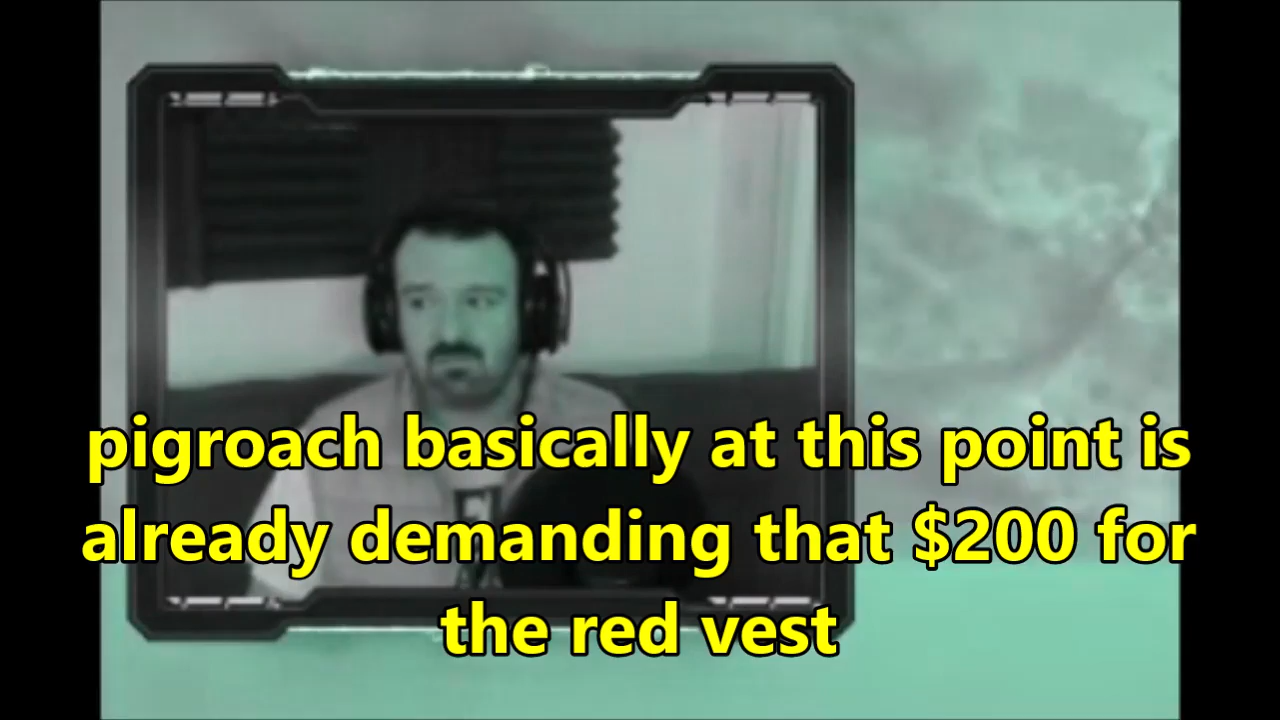 pigroach basically at this point is
already demanding that $200 for
the red vest